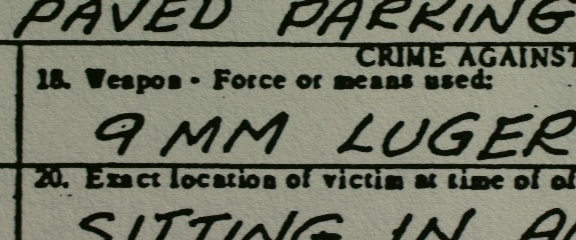 PAVED PARKING
CRIME AGAINST
18. Weapon - Force or means used:
9 MM LUGER
20. Exact location of victim at time of of
SITTING IN A